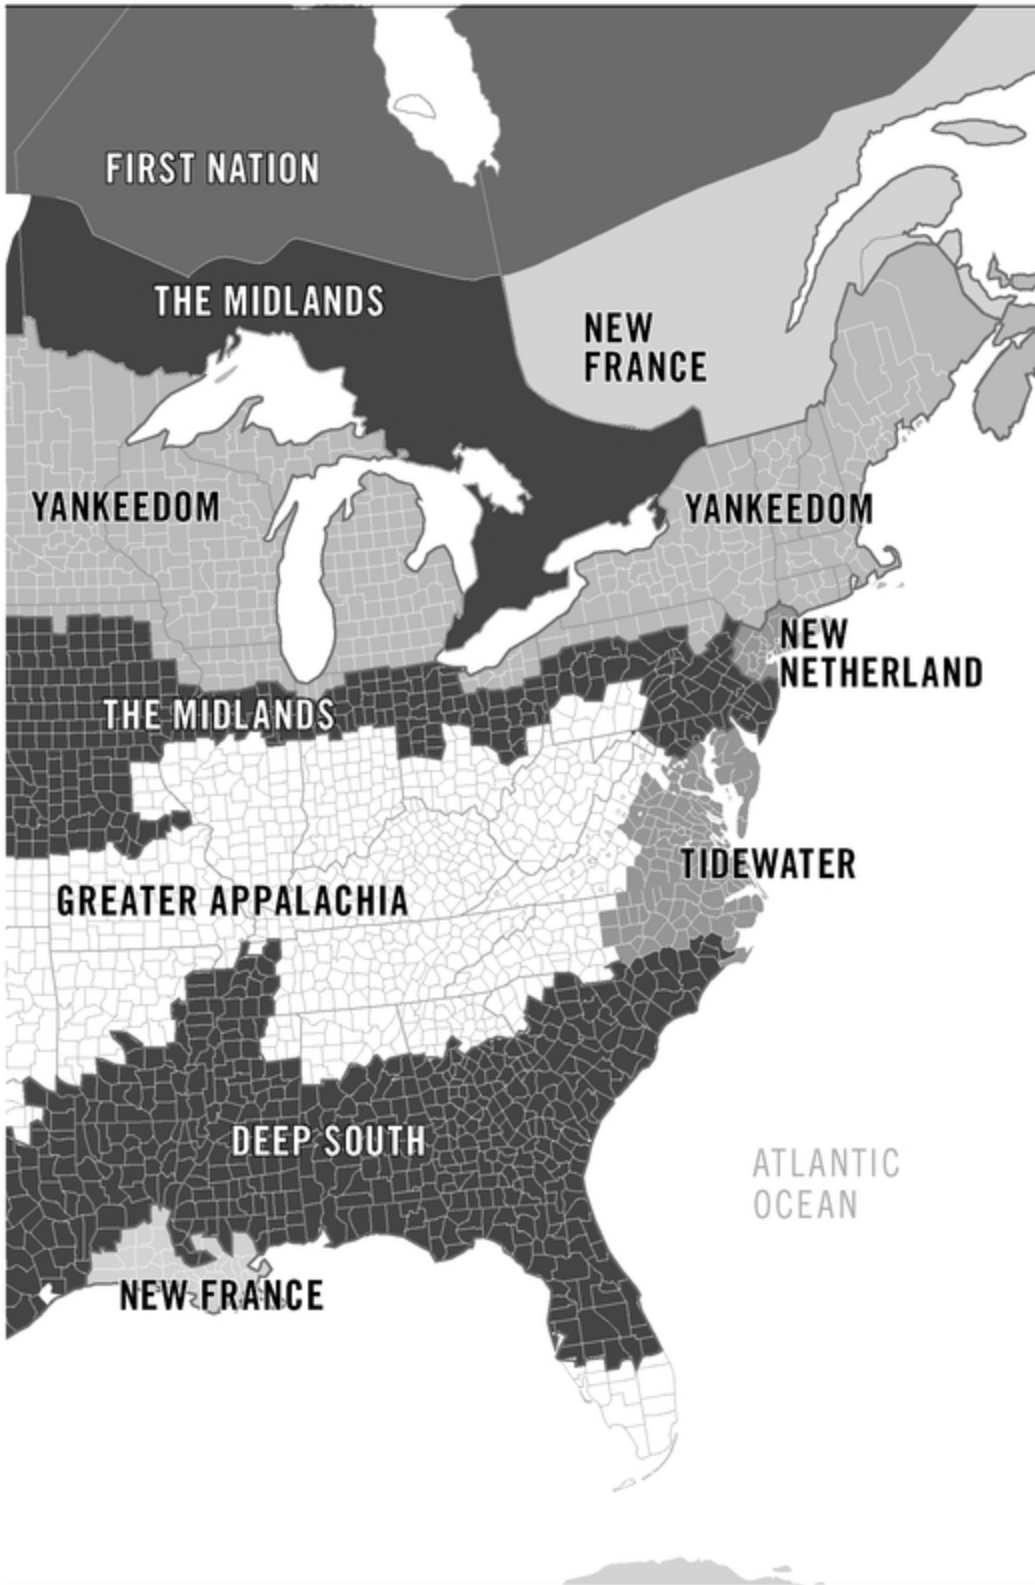 FIRST NATION
THE MIDLANDS
NEW
FRANCE
YANKEEDOM
YANKEEDOM
NEW
NETHERLAND
THE MIDLANDS
TIDEWATER
GREATER APPALACHIA
DEEP SOUTH
ATLANTIC
OCEAN
NEW FRANCE